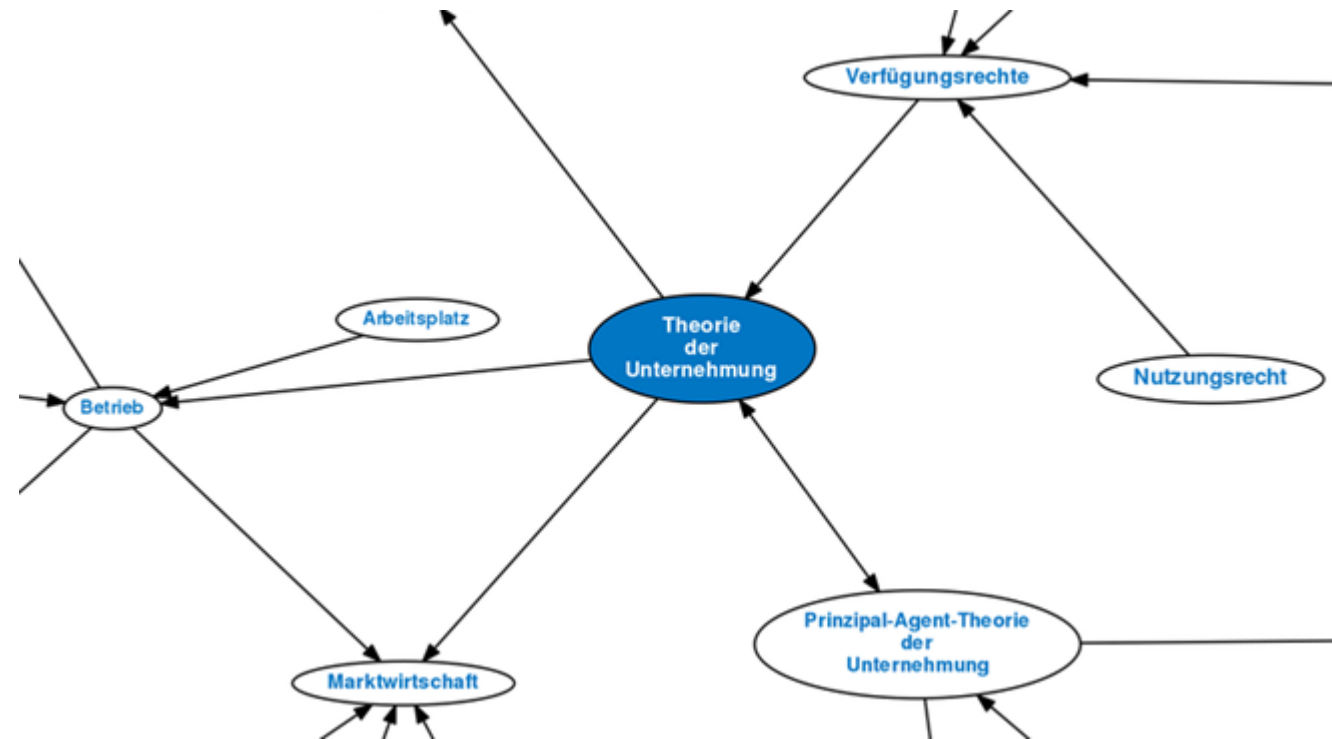 Verfügungsrechte
Arbeitsplatz
Theorie
der
Unternehmung
Nutzungsrecht
Betrieb
Prinzipal-Agent-Theorie
der
Unternehmung
Marktwirtschaft